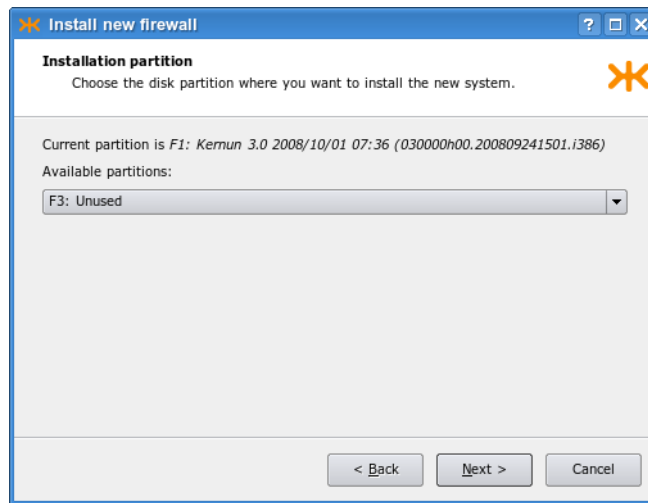 Install new firewall
Installation partition
Choose the disk partition where you want to install the new system.
Current partition is F1: Kernun 3.0 2008/10/01 07:36 (030000h00.200809241501.i386)
Available partitions:
F3: Unused
< Back
Next >
Cancel